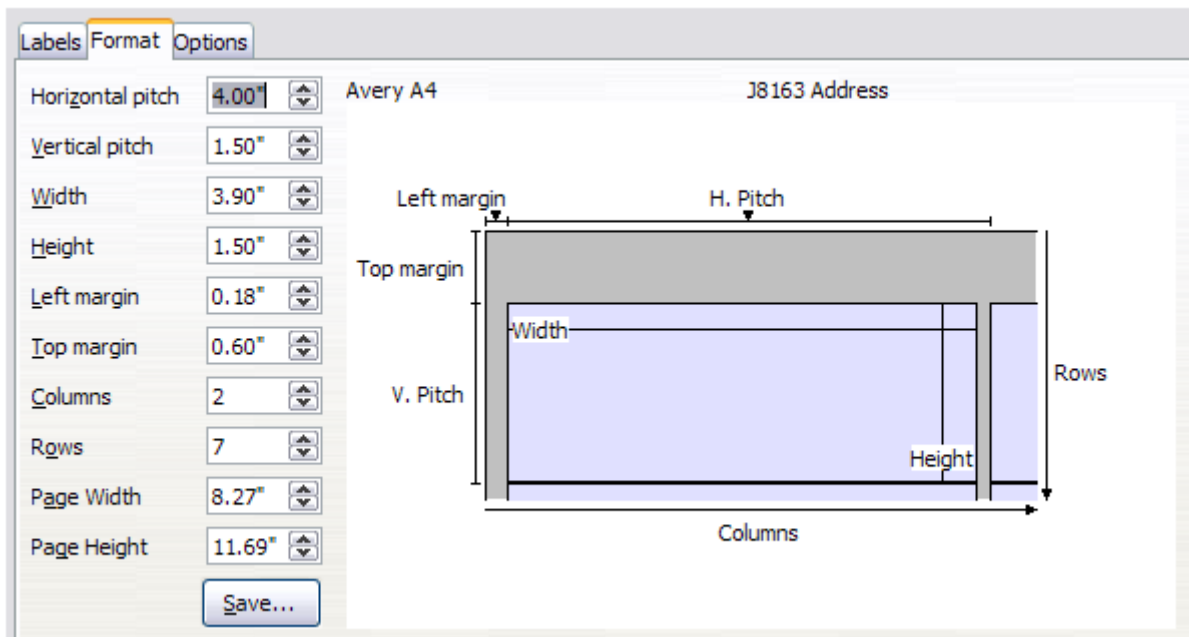 Labels Format Options
Horizontal pitch 4.00" Avery A4 J8163 Address
Vertical pitch 1.50"
Width 3.90"
Left margin H. Pitch
Height 1.50"
Top margin
Left margin 0.18"
Width
Top margin 0.60"
Rows
Columns 2 V. Pitch
Rows 7
Height
Page Width 8.27"
Columns
Page Height 11.69"
Save...